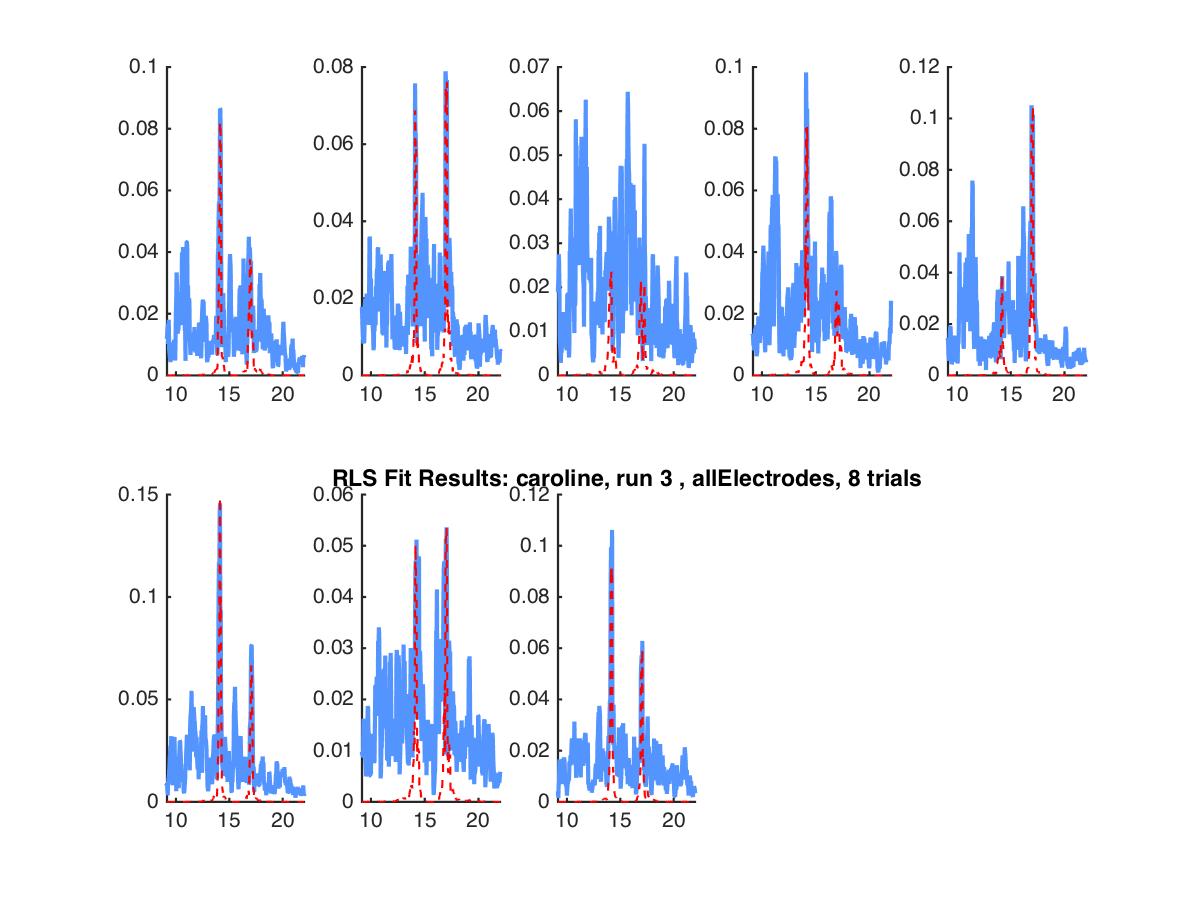 0.1 0.08 0.07 0.1 0.12
0.08 0.06 0.06 0.08 0.1
0.06 0.04 0.05 0.06 0.08
0.04 0.02 0.04 0.04 0.06
0.02 0 0.03 0.02 0.04
0 0.02 0 0.02
0.01 0
0
10 15 20 10 15 20 10 15 20 10 15 20 10 15 20
RLS Fit Results: caroline, run 3 , allElectrodes, 8 trials
0.15 0.06 0.12
0.1 0.05 0.1
0.05 0.04 0.08
0 0.03 0.06
0.02 0.04
0.01 0.02
0 0
10 15 20 10 15 20 10 15 20